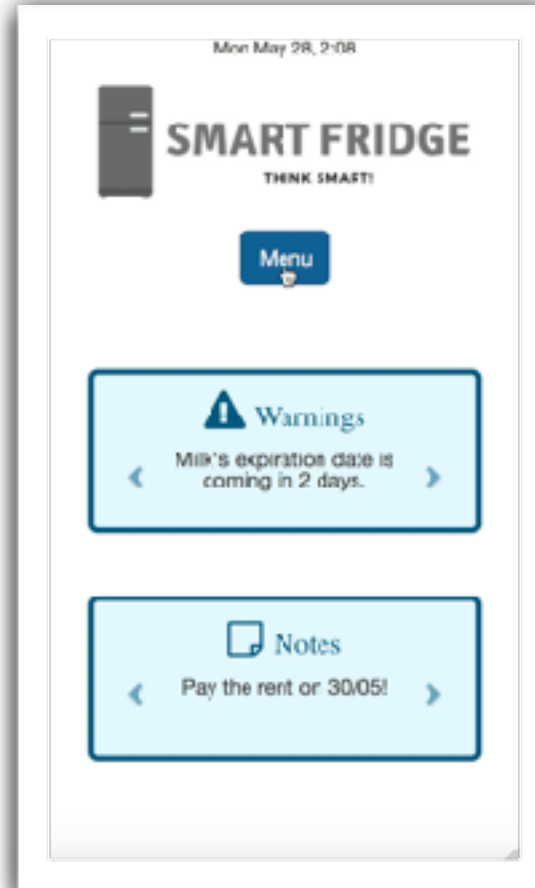 Mon May 28, 2:08
SMART FRIDGE
THINK SMART!
Menu
Warnings
Milk's expiration date is
coming in 2 days.
Notes
Pay the rent on 30/05!